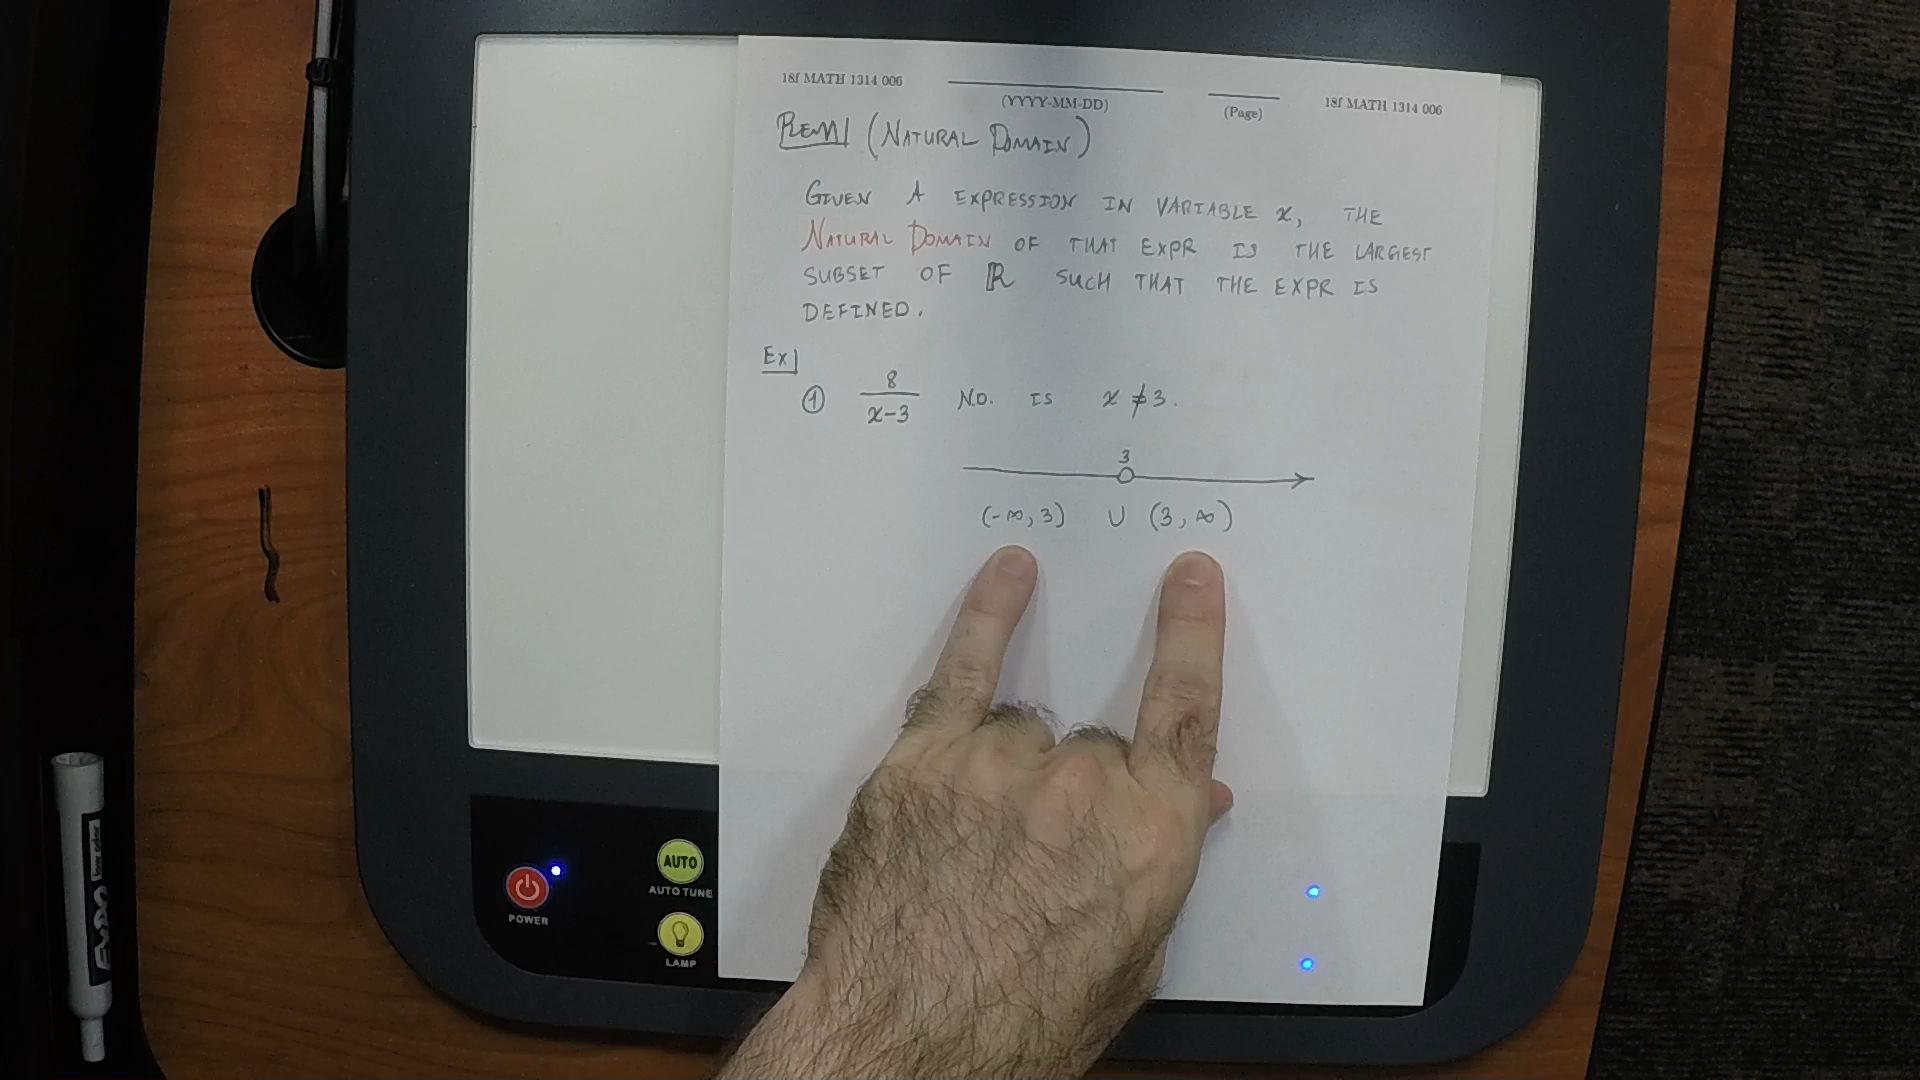 18f MATH 1314 006
(YYYY-MM-DD)
(Page)
18f MATH 1314 006
REM (NATURAL DOMAIN)
GIVEN A EXPRESSION IN VARIABLE x, THE
NATURAL DOMAIN OF THAT EXPR IS THE LARGEST
SUBSET OF ℝ SUCH THAT THE EXPR IS
DEFINED.
EX
① 8/(x-3) N.D. IS x ≠ 3.
3
(-∞, 3) ∪ (3, ∞)
POWER
AUTO
AUTO TUNE
LAMP
EXPO
low odor